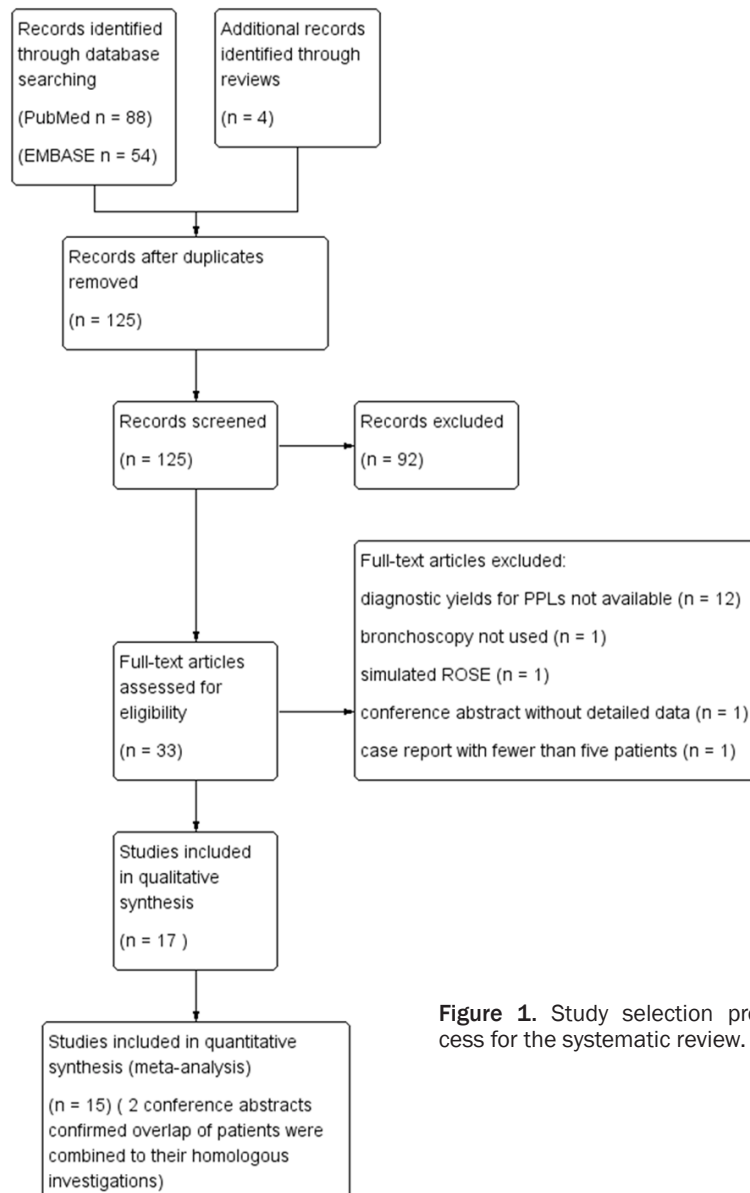 Records identified
through database
searching
(PubMed n = 88)
(EMBASE n = 54)
Additional records
identified through
reviews
(n = 4)
Records after duplicates
removed
(n = 125)
Records screened
(n = 125)
Records excluded
(n = 92)
Full-text articles
assessed for
eligibility
(n = 33)
Full-text articles excluded:
diagnostic yields for PPLs not available (n = 12)
bronchoscopy not used (n = 1)
simulated ROSE (n = 1)
conference abstract without detailed data (n = 1)
case report with fewer than five patients (n = 1)
Studies included
in qualitative
synthesis
(n = 17 )
Studies included in quantitative
synthesis (meta-analysis)
(n = 15) ( 2 conference abstracts
confirmed overlap of patients were
combined to their homologous
investigations)
Figure 1. Study selection pro
cess for the systematic review.